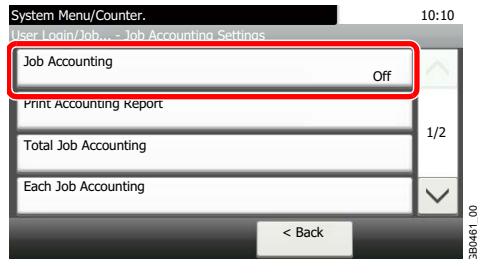 System Menu/Counter.
10:10
User Login/Job... - Job Accounting Settings
Job Accounting
Off
Print Accounting Report
1/2
Total Job Accounting
Each Job Accounting
< Back
GB0461_00